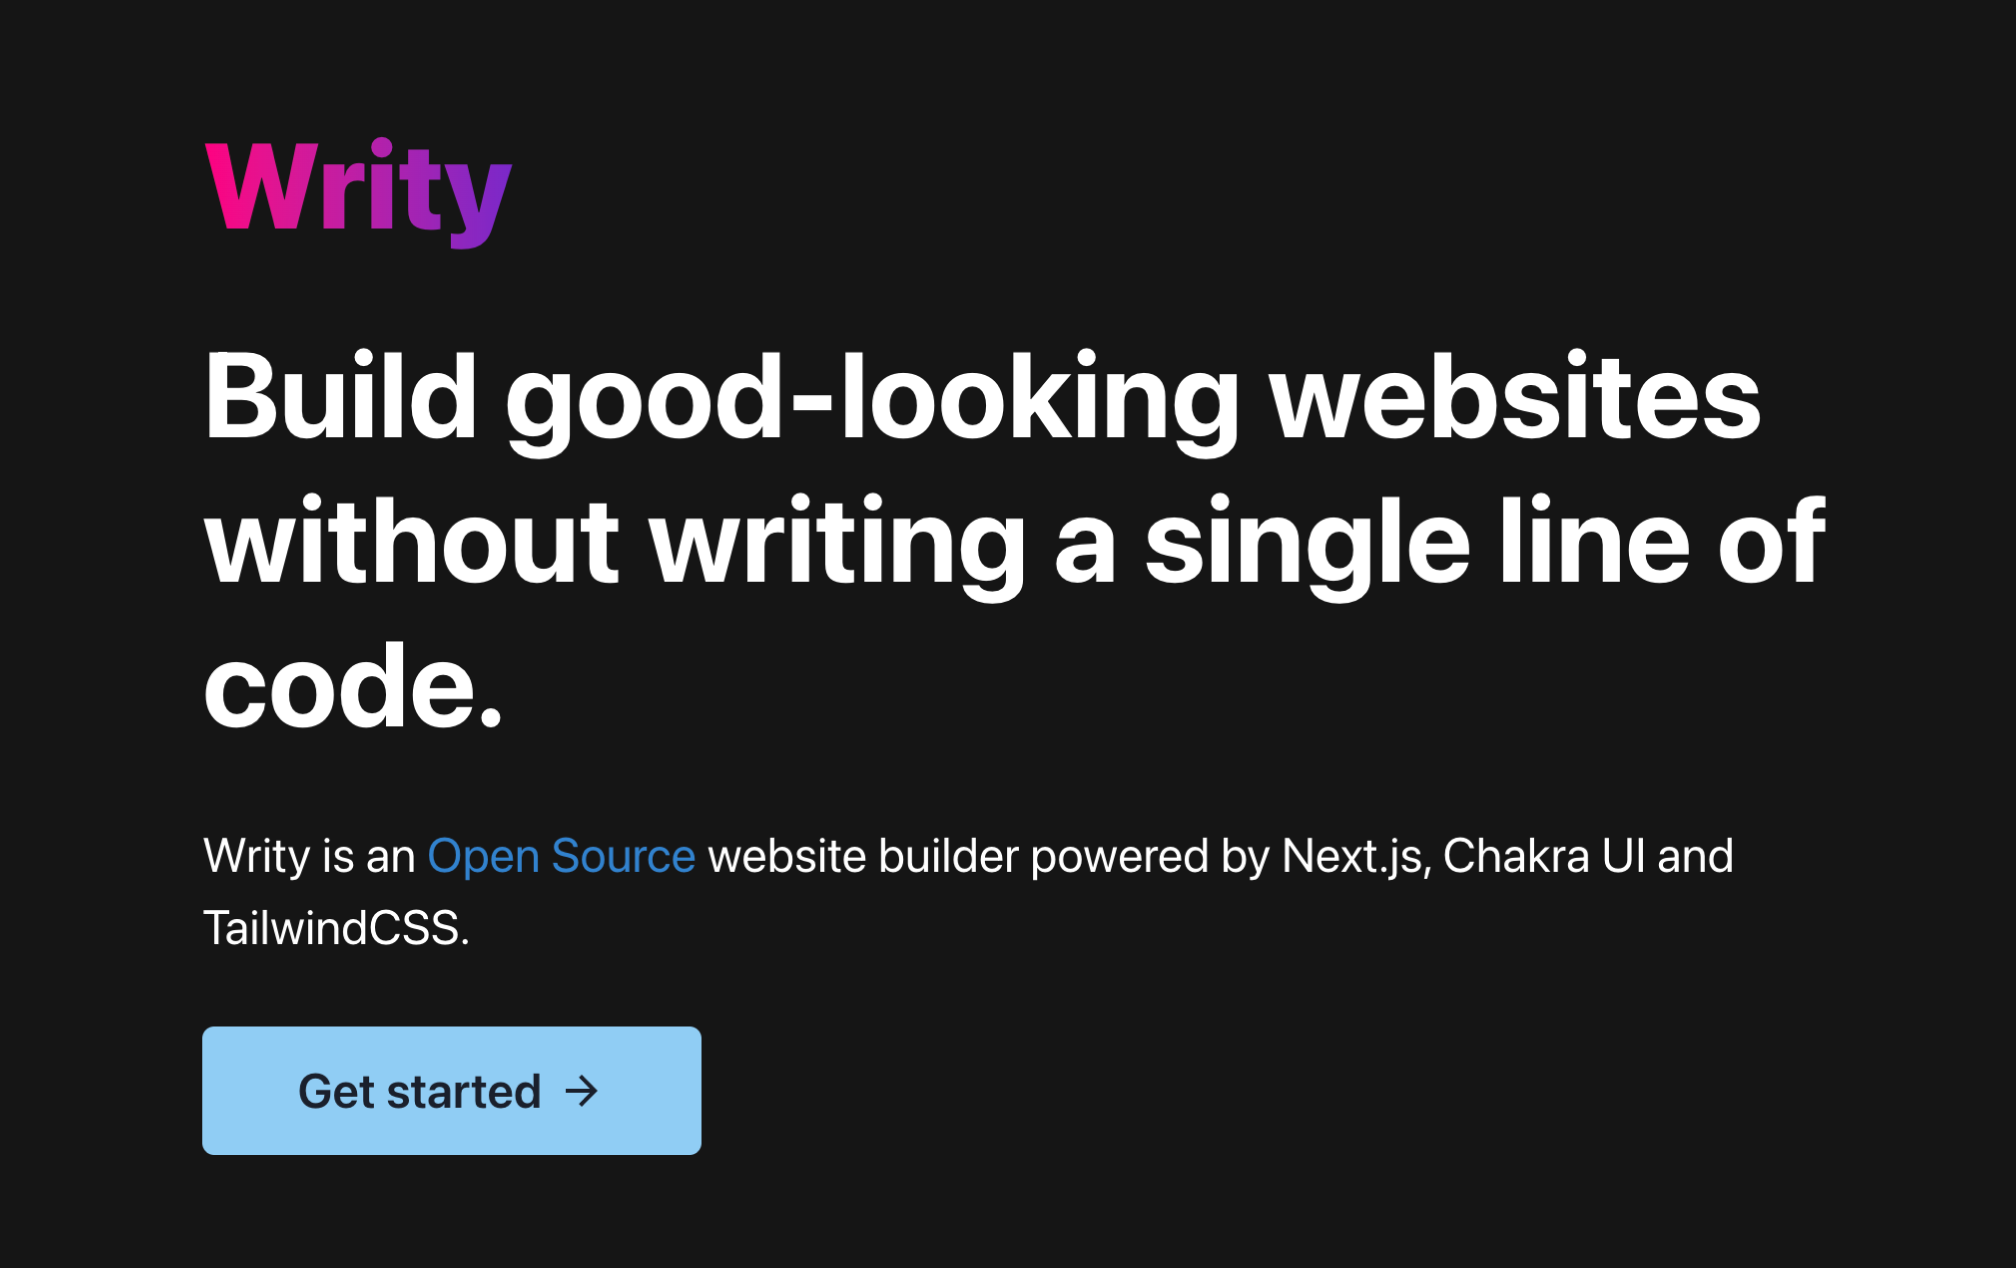 Writy
Build good-looking websites
without writing a single line of
code.
Writy is an Open Source website builder powered by Next.js, Chakra UI and
TailwindCSS.
Get started →